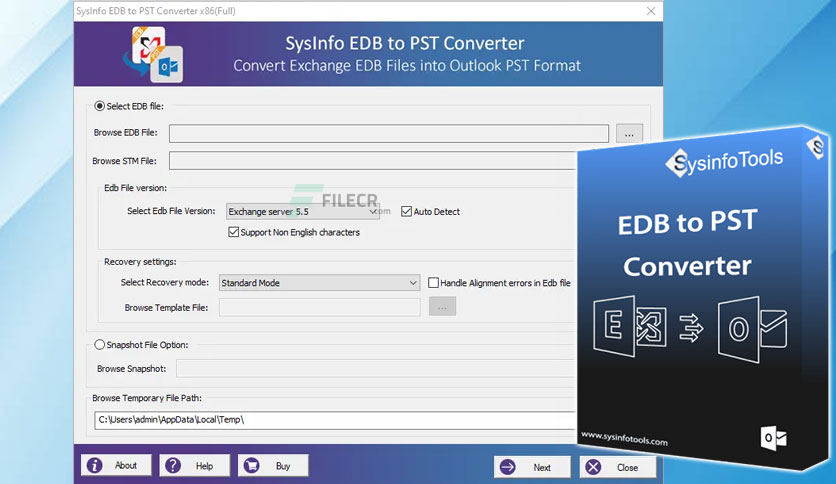 SysInfo EDB to PST Converter x86(Full)
SysInfo EDB to PST Converter
Convert Exchange EDB Files into Outlook PST Format
Select EDB file:
Browse EDB File:
...
Browse STM File:
Edb File version:
Select Edb File Version:
Exchange server 5.5
Auto Detect
FILECR
.com
Support Non English characters
Recovery settings:
Select Recovery mode:
Standard Mode
Handle Alignment errors in Edb file
Browse Template File:
...
Snapshot File Option:
Browse Snapshot:
Browse Temporary File Path:
C:\Users\admin\AppData\Local\Temp\
About
Help
Buy
Next
Close
SysinfoTools
EDB to PST
Converter
E
O
www.sysinfotools.com